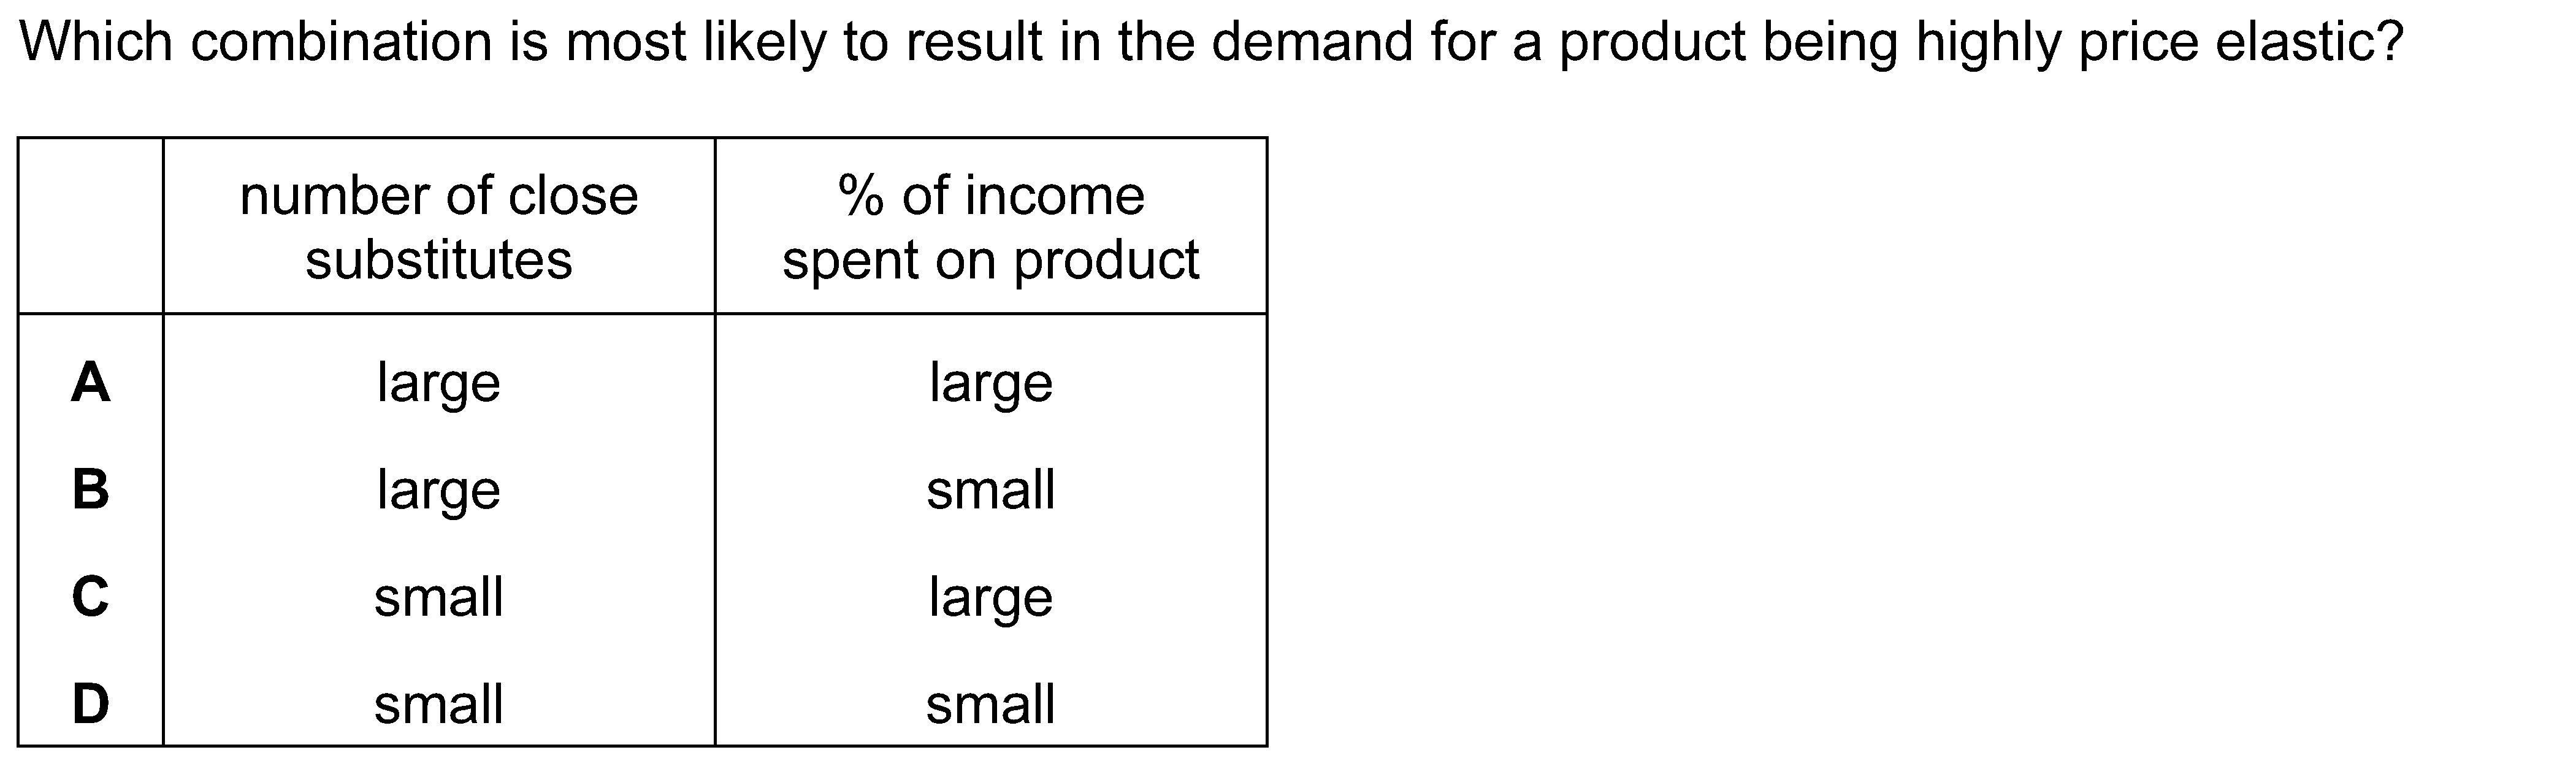 Which combination is most likely to result in the demand for a product being highly price elastic?
number of close substitutes % of income spent on product
A large large
B large small
C small large
D small small